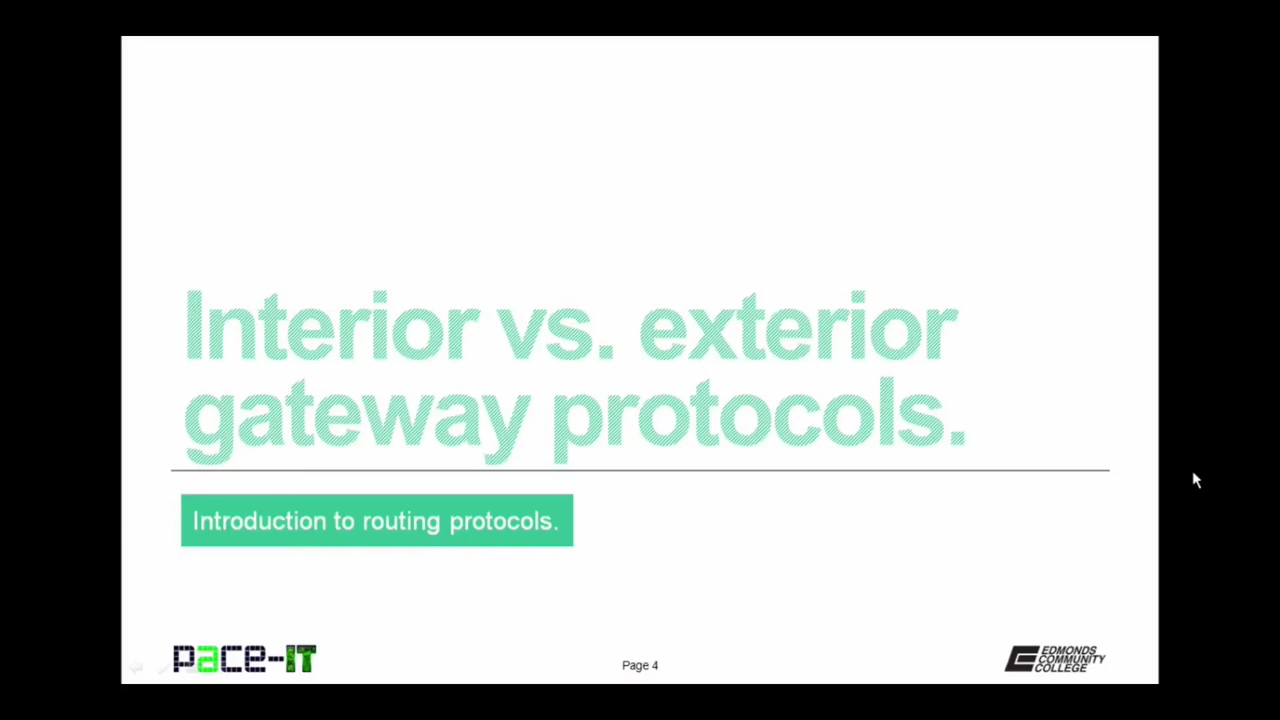 Interior vs. exterior
gateway protocols.
Introduction to routing protocols.
pace-IT
Page 4
EDMONDS
COMMUNITY
COLLEGE